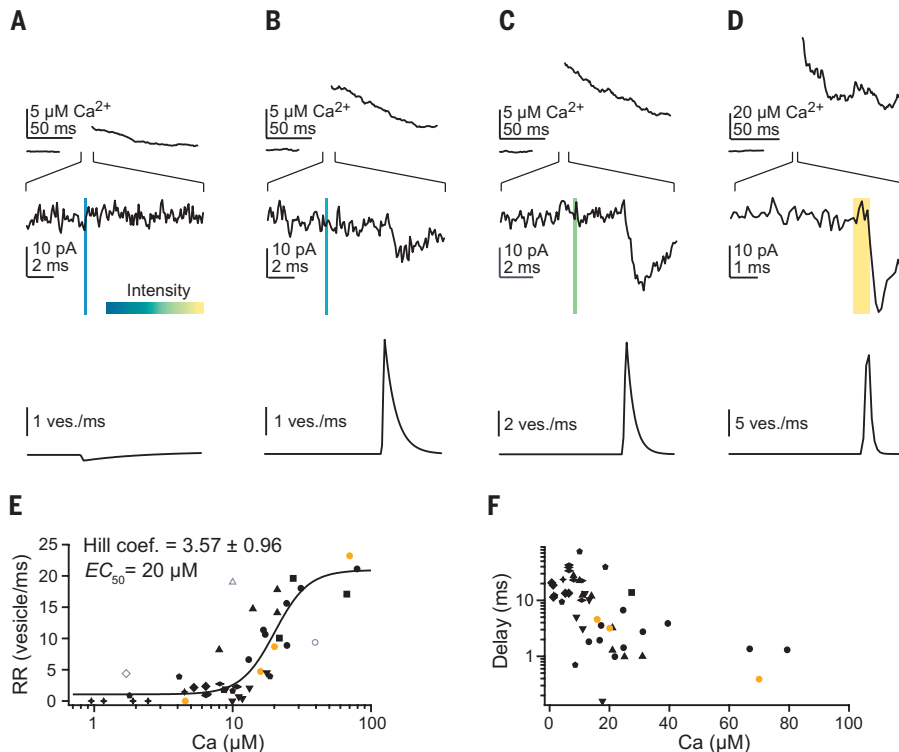 A
B
C
D
5 µM Ca2+
50 ms
5 µM Ca2+
50 ms
5 µM Ca2+
50 ms
20 µM Ca2+
50 ms
10 pA
2 ms
Intensity
10 pA
2 ms
10 pA
2 ms
10 pA
1 ms
1 ves./ms
1 ves./ms
2 ves./ms
5 ves./ms
E
Hill coef. = 3.57 ± 0.96
EC50 = 20 µM
RR (vesicle/ms)
25
20
15
10
5
0
1
10
100
Ca (µM)
F
Delay (ms)
10
1
0
20
40
60
80
100
Ca (µM)